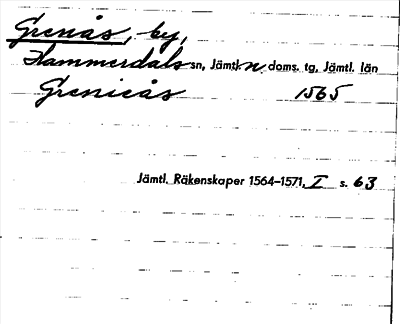 Grenås, by,
Hammerdals sn, Jämtl. n doms. tg, Jämtl. län
Grenieås 1565
Jämtl. Räkenskaper 1564–1571, I s. 63